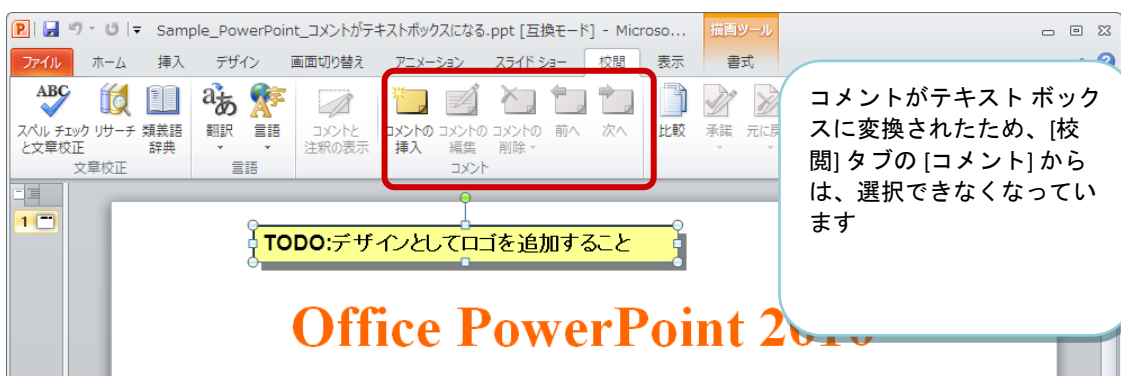 Sample_PowerPoint_コメントがテキストボックスになる.ppt [互換モード] - Microso...
描画ツール
ファイル ホーム 挿入 デザイン 画面切り替え アニメーション スライド ショー 校閲 表示 書式
ABC
スペル チェックと文章校正 リサーチ 類義語辞典 翻訳 言語 コメントと注釈の表示 コメントの挿入 コメントの編集 コメントの削除 前へ 次へ 比較 承諾 元に戻
文章校正 言語 コメント
コメントがテキスト ボック
スに変換されたため、[校
閲] タブの [コメント] から
は、選択できなくなってい
ます
1
TODO:デザインとしてロゴを追加すること
Office PowerPoint 2010